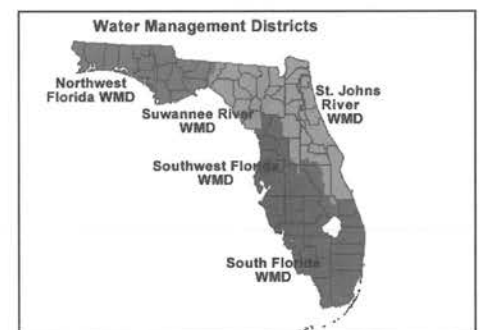 Water Management Districts
Northwest
Florida WMD
St. Johns
River
WMD
Suwannee River
WMD
Southwest Florida
WMD
South Florida
WMD